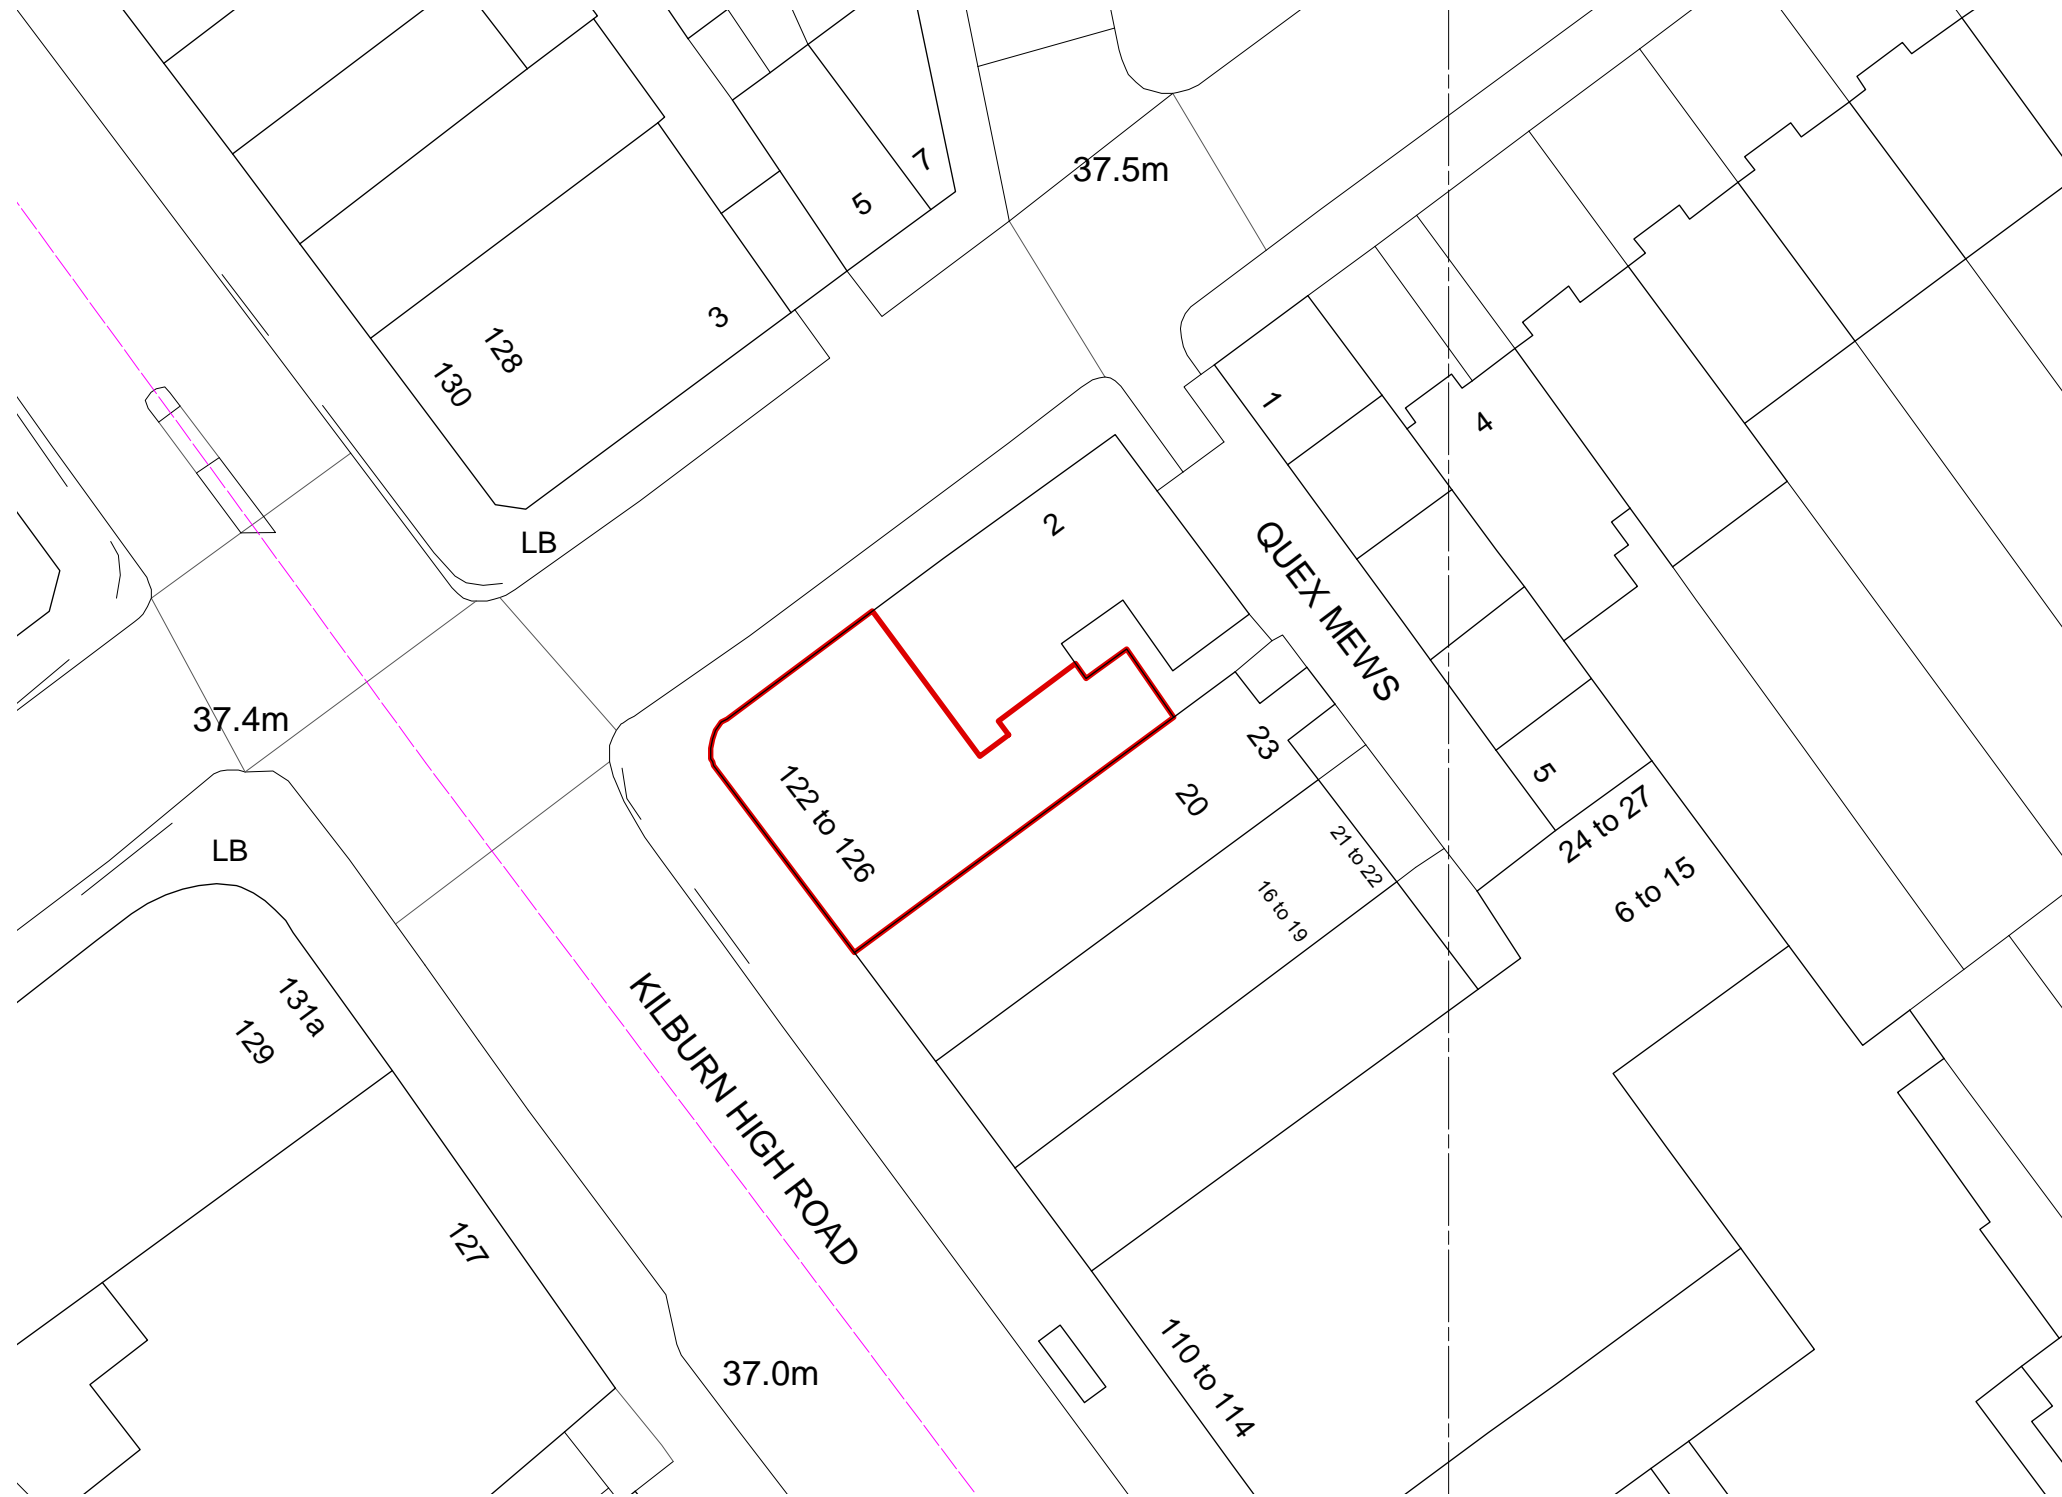 7
5
37.5m
3
128
130
1
4
2
LB
QUEX MEWS
37.4m
23
5
20
122 to 126
24 to 27
LB
21 to 22
6 to 15
16 to 19
131a
129
KILBURN HIGH ROAD
127
37.0m
110 to 114